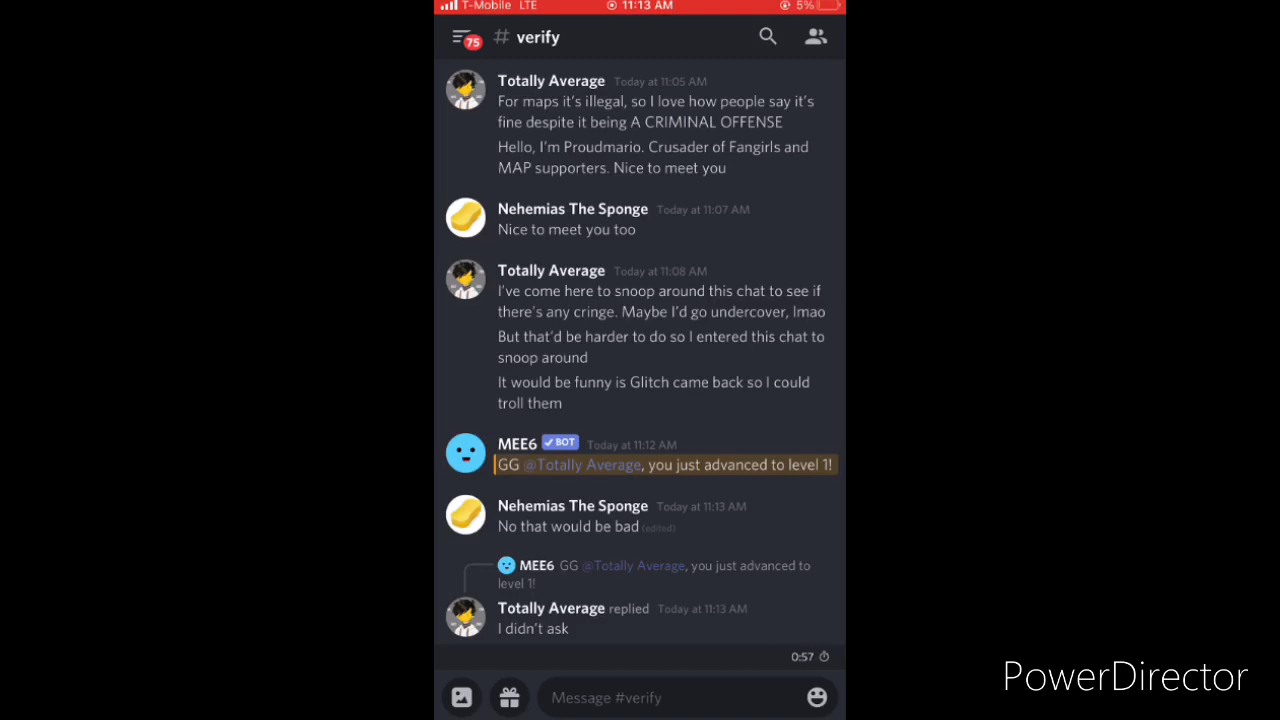 T-Mobile LTE 11:13 AM 5%
75 # verify
Totally Average Today at 11:05 AM
For maps it’s illegal, so I love how people say it’s
fine despite it being A CRIMINAL OFFENSE
Hello, I’m Proudmario. Crusader of Fangirls and
MAP supporters. Nice to meet you
Nehemias The Sponge Today at 11:07 AM
Nice to meet you too
Totally Average Today at 11:08 AM
I’ve come here to snoop around this chat to see if
there’s any cringe. Maybe I’d go undercover, lmao
But that’d be harder to do so I entered this chat to
snoop around
It would be funny is Glitch came back so I could
troll them
MEE6 BOT Today at 11:12 AM
GG @Totally Average, you just advanced to level 1!
Nehemias The Sponge Today at 11:13 AM
No that would be bad (edited)
MEE6 GG @Totally Average, you just advanced to
level 1!
Totally Average replied Today at 11:13 AM
I didn’t ask
0:57
Message #verify
PowerDirector